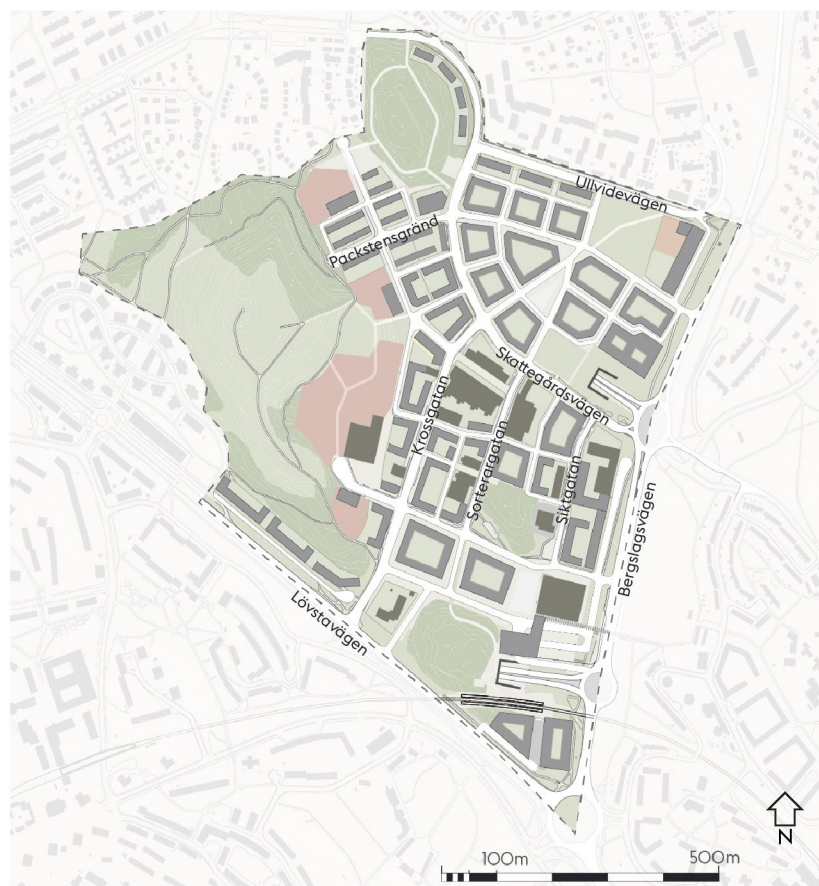 Ullvidevägen
Packstensgränd
Skattegårdsvägen
Krossgatan
Sorterargatan
Siktgatan
Bergslagsvägen
Lövstavägen
N
100m
500m